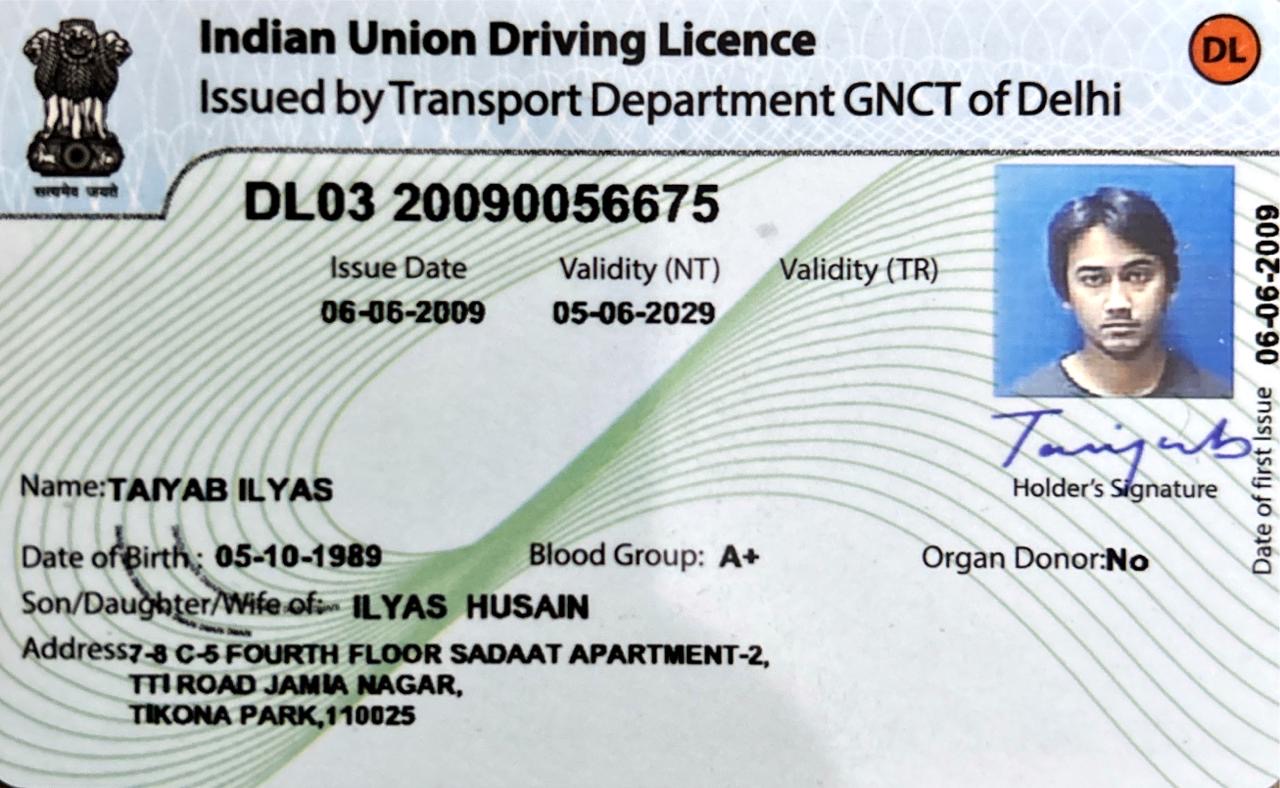 Indian Union Driving Licence
Issued by Transport Department GNCT of Delhi
DL
सत्यमेव जयते
DL03 20090056675
Issue Date Validity (NT) Validity (TR)
06-06-2009 05-06-2029
Date of first Issue 06-06-2009
Taiyab
Holder's Signature
Name:TAIYAB ILYAS
Date of Birth : 05-10-1989 Blood Group: A+ Organ Donor:No
Son/Daughter/Wife of: ILYAS HUSAIN
Address:7-8 C-5 FOURTH FLOOR SADAAT APARTMENT-2,
TTI ROAD JAMIA NAGAR,
TIKONA PARK,110025